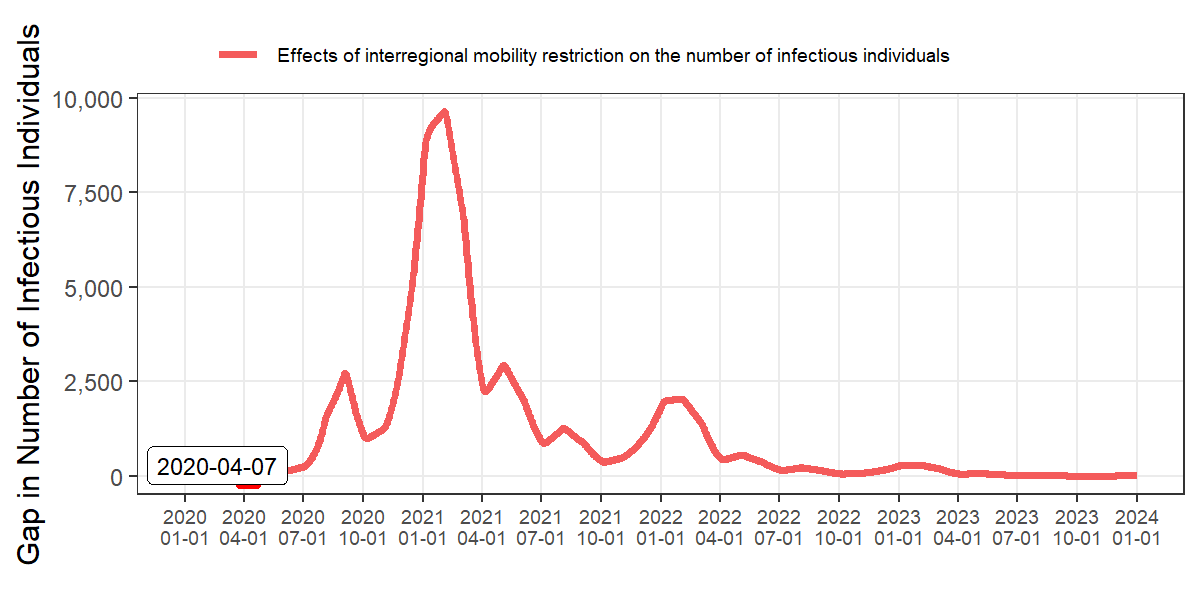 Effects of interregional mobility restriction on the number of infectious individuals
Gap in Number of Infectious Individuals
10,000
7,500
5,000
2,500
0
2020-04-07
2020 2020 2020 2020 2021 2021 2021 2021 2022 2022 2022 2022 2023 2023 2023 2023 2024
01-01 04-01 07-01 10-01 01-01 04-01 07-01 10-01 01-01 04-01 07-01 10-01 01-01 04-01 07-01 10-01 01-01